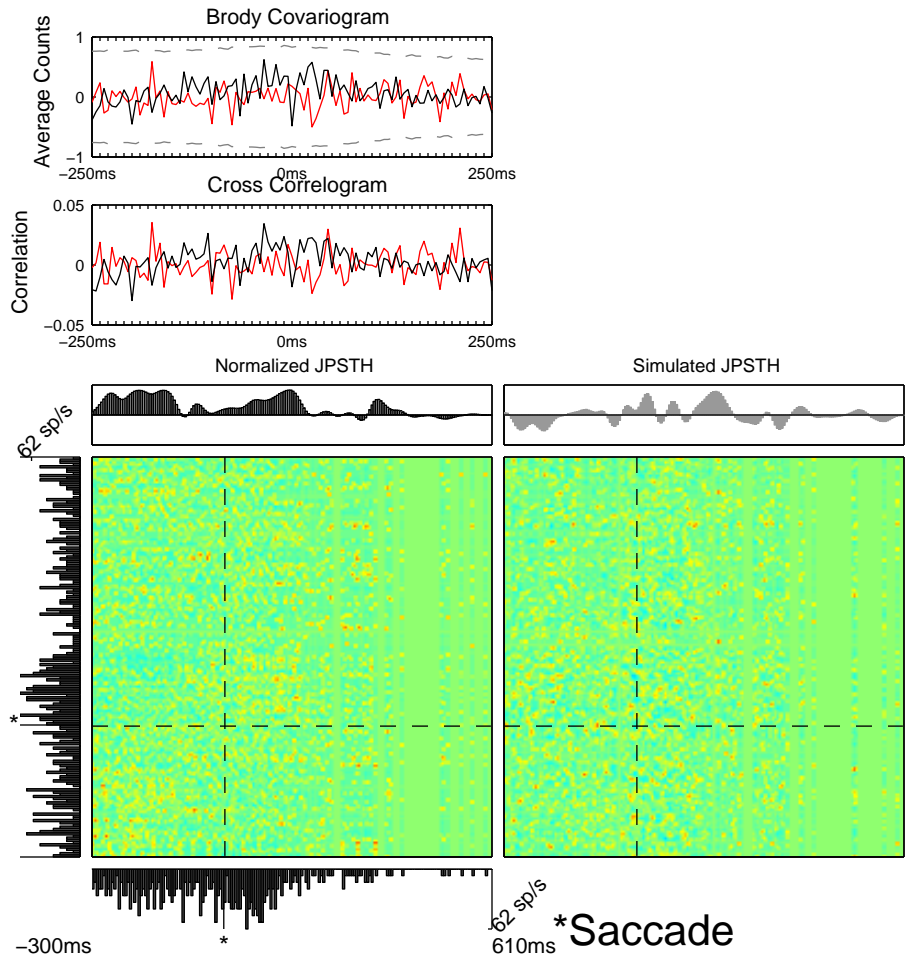 Brody Covariogram
Average Counts
1
0
−1
−250ms
0ms
250ms
Cross Correlogram
Correlation
0.05
0
−0.05
−250ms
0ms
250ms
Normalized JPSTH
Simulated JPSTH
62 sp/s
*
62 sp/s
*
−300ms
610ms
*Saccade